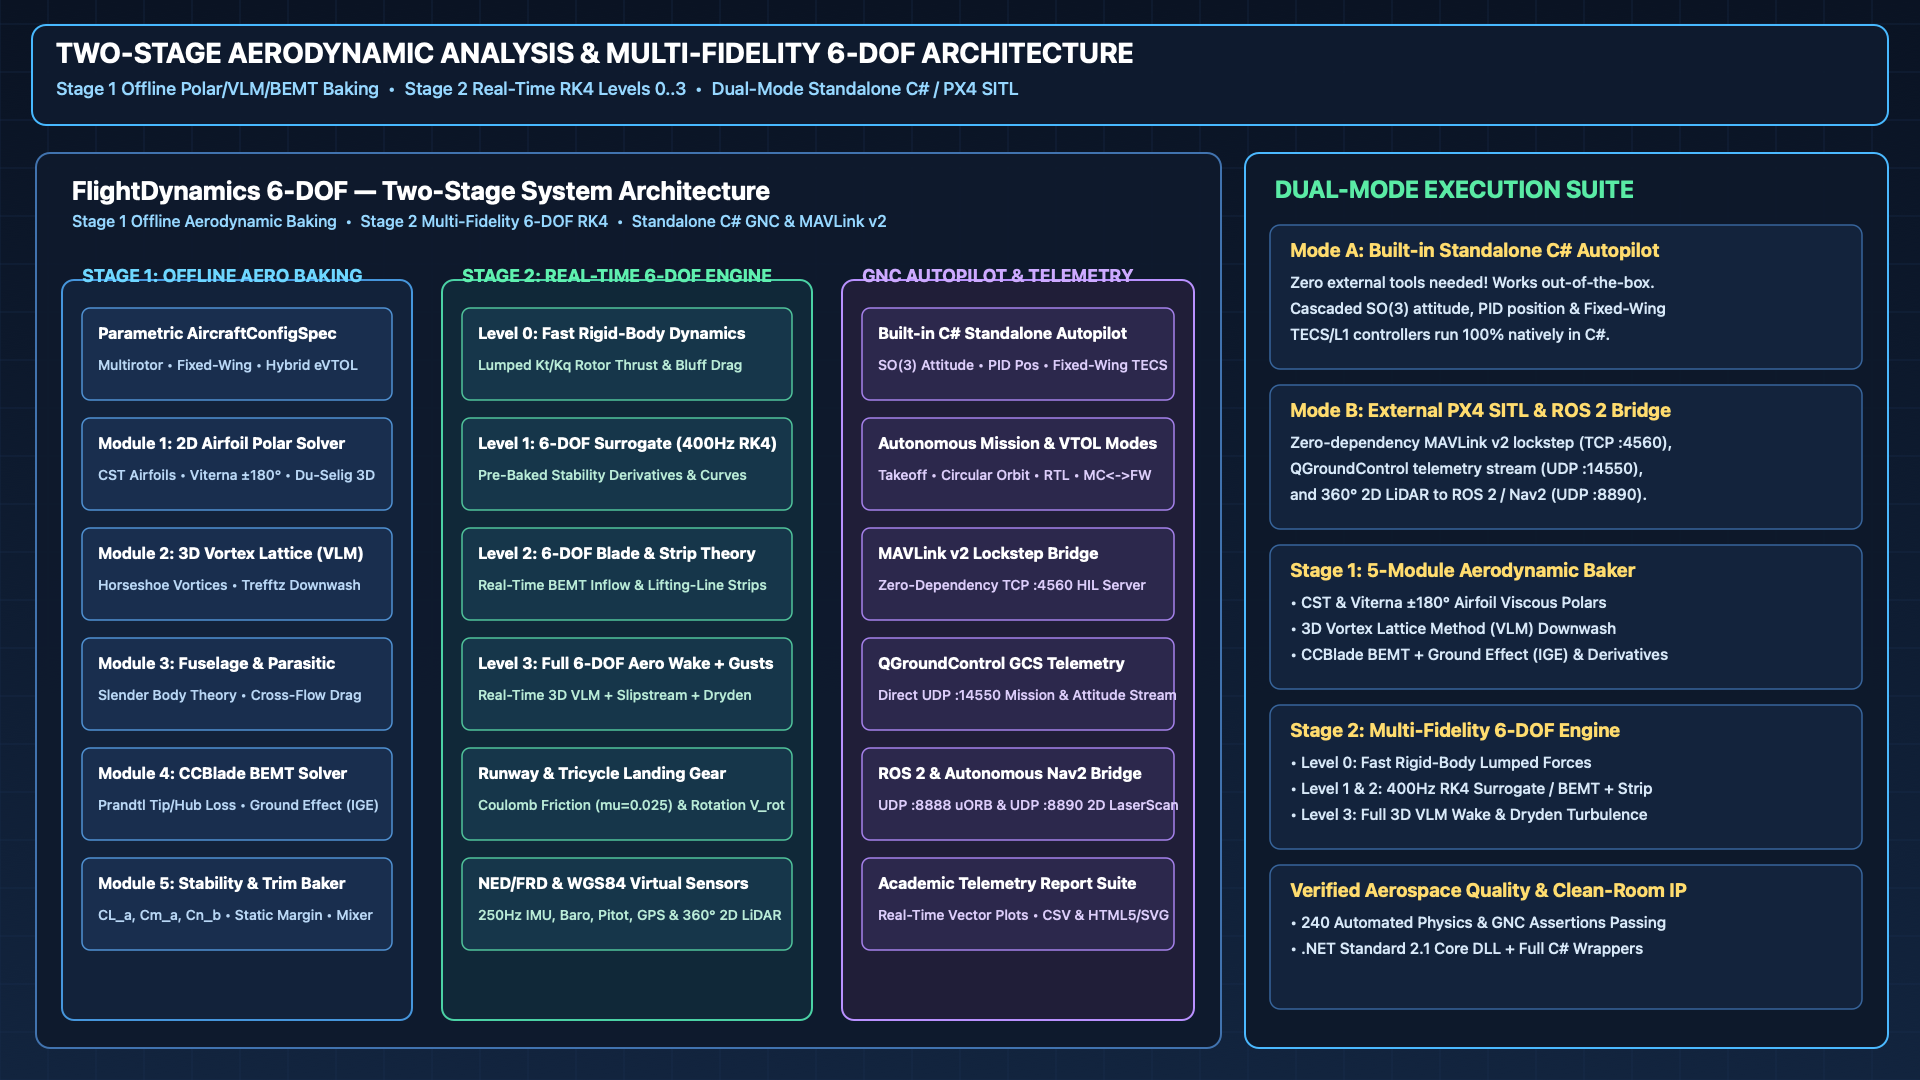 TWO-STAGE AERODYNAMIC ANALYSIS & MULTI-FIDELITY 6-DOF ARCHITECTURE
Stage 1 Offline Polar/VLM/BEMT Baking • Stage 2 Real-Time RK4 Levels 0..3 • Dual-Mode Standalone C# / PX4 SITL
FlightDynamics 6-DOF — Two-Stage System Architecture
Stage 1 Offline Aerodynamic Baking • Stage 2 Multi-Fidelity 6-DOF RK4 • Standalone C# GNC & MAVLink v2
STAGE 1: OFFLINE AERO BAKING
Parametric AircraftConfigSpec
Multirotor • Fixed-Wing • Hybrid eVTOL
Module 1: 2D Airfoil Polar Solver
CST Airfoils • Viterna ±180° • Du-Selig 3D
Module 2: 3D Vortex Lattice (VLM)
Horseshoe Vortices • Trefftz Downwash
Module 3: Fuselage & Parasitic
Slender Body Theory • Cross-Flow Drag
Module 4: CCBlade BEMT Solver
Prandtl Tip/Hub Loss • Ground Effect (IGE)
Module 5: Stability & Trim Baker
CL_a, Cm_a, Cn_b • Static Margin • Mixer
STAGE 2: REAL-TIME 6-DOF ENGINE
Level 0: Fast Rigid-Body Dynamics
Lumped Kt/Kq Rotor Thrust & Bluff Drag
Level 1: 6-DOF Surrogate (400Hz RK4)
Pre-Baked Stability Derivatives & Curves
Level 2: 6-DOF Blade & Strip Theory
Real-Time BEMT Inflow & Lifting-Line Strips
Level 3: Full 6-DOF Aero Wake + Gusts
Real-Time 3D VLM + Slipstream + Dryden
Runway & Tricycle Landing Gear
Coulomb Friction (mu=0.025) & Rotation V_rot
NED/FRD & WGS84 Virtual Sensors
250Hz IMU, Baro, Pitot, GPS & 360° 2D LiDAR
GNC AUTOPILOT & TELEMETRY
Built-in C# Standalone Autopilot
SO(3) Attitude • PID Pos • Fixed-Wing TECS
Autonomous Mission & VTOL Modes
Takeoff • Circular Orbit • RTL • MC<->FW
MAVLink v2 Lockstep Bridge
Zero-Dependency TCP :4560 HIL Server
QGroundControl GCS Telemetry
Direct UDP :14550 Mission & Attitude Stream
ROS 2 & Autonomous Nav2 Bridge
UDP :8888 uORB & UDP :8890 2D LaserScan
Academic Telemetry Report Suite
Real-Time Vector Plots • CSV & HTML5/SVG
DUAL-MODE EXECUTION SUITE
Mode A: Built-in Standalone C# Autopilot
Zero external tools needed! Works out-of-the-box.
Cascaded SO(3) attitude, PID position & Fixed-Wing
TECS/L1 controllers run 100% natively in C#.
Mode B: External PX4 SITL & ROS 2 Bridge
Zero-dependency MAVLink v2 lockstep (TCP :4560),
QGroundControl telemetry stream (UDP :14550),
and 360° 2D LiDAR to ROS 2 / Nav2 (UDP :8890).
Stage 1: 5-Module Aerodynamic Baker
• CST & Viterna ±180° Airfoil Viscous Polars
• 3D Vortex Lattice Method (VLM) Downwash
• CCBlade BEMT + Ground Effect (IGE) & Derivatives
Stage 2: Multi-Fidelity 6-DOF Engine
• Level 0: Fast Rigid-Body Lumped Forces
• Level 1 & 2: 400Hz RK4 Surrogate / BEMT + Strip
• Level 3: Full 3D VLM Wake & Dryden Turbulence
Verified Aerospace Quality & Clean-Room IP
• 240 Automated Physics & GNC Assertions Passing
• .NET Standard 2.1 Core DLL + Full C# Wrappers